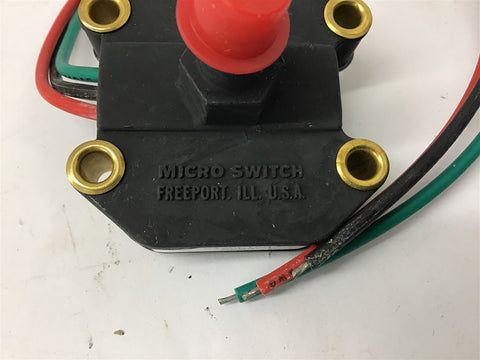 MICRO SWITCH
FREEPORT, ILL. U.S.A.